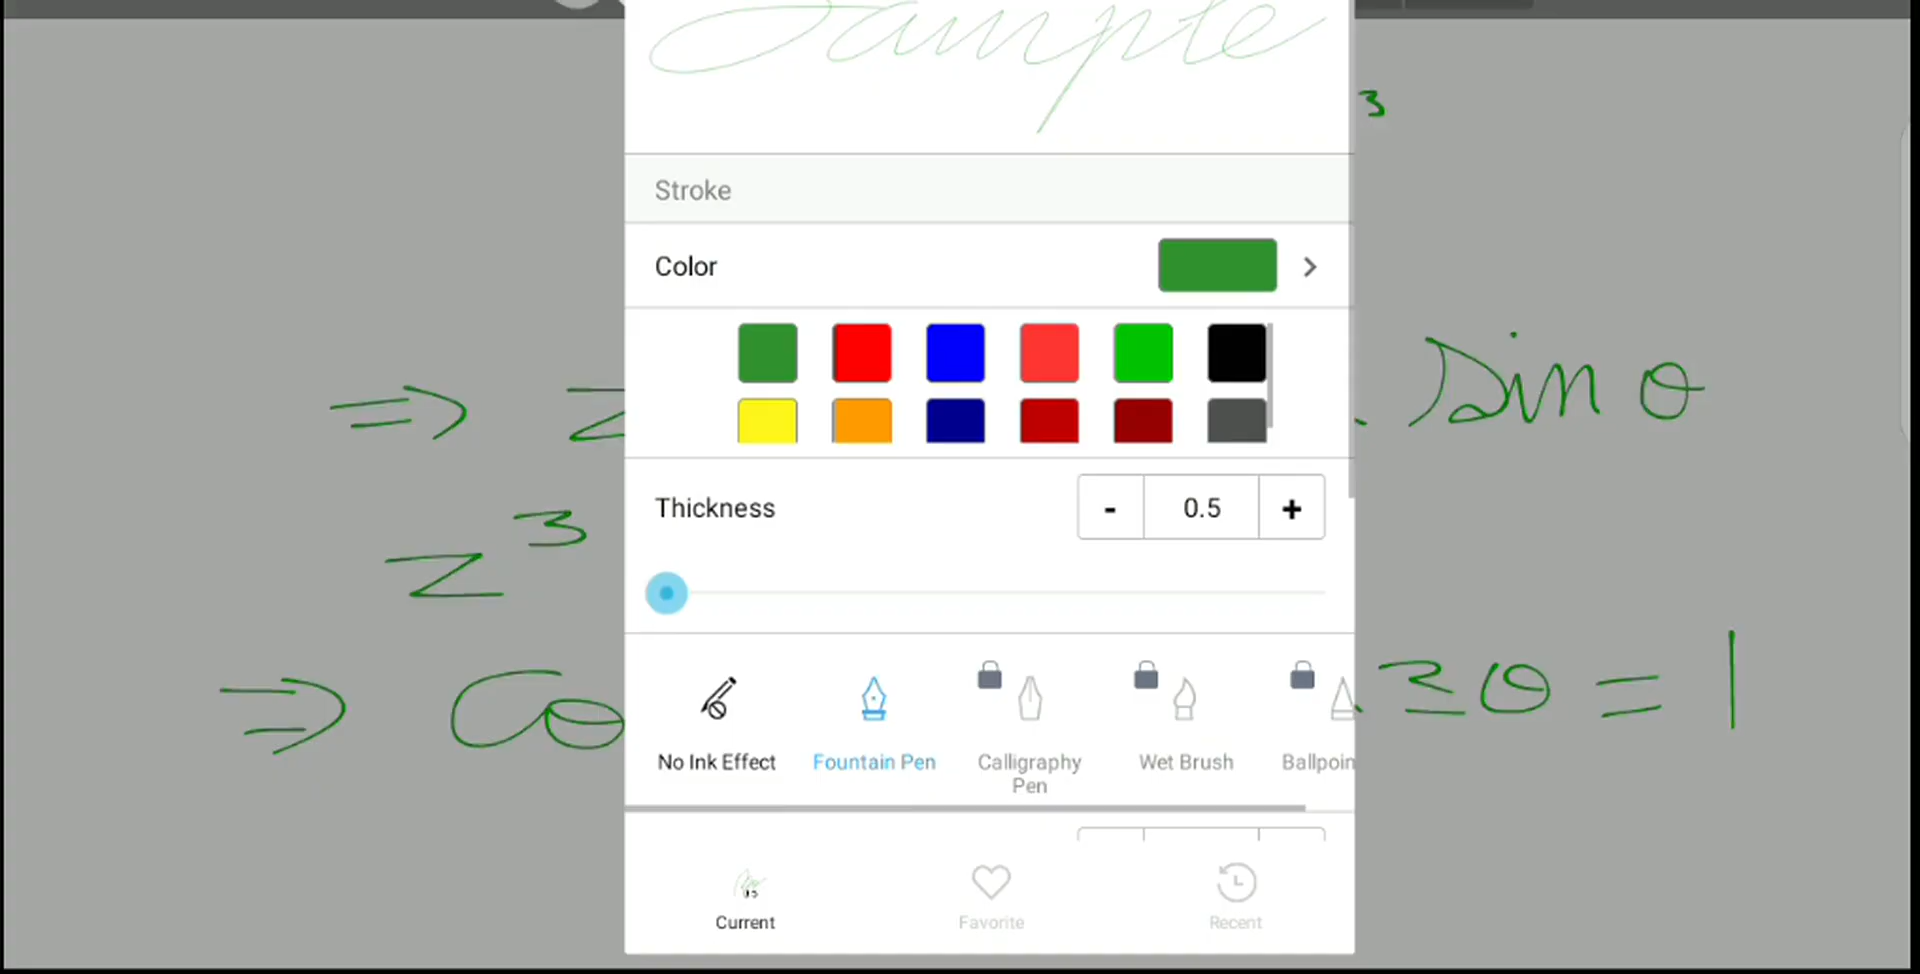 Sample
3
Stroke
Color
⇒ z sin θ
Thickness - 0.5 +
z³
⇒ Co 3θ = 1
No Ink Effect Fountain Pen Calligraphy Pen Wet Brush Ballpoin
Current Favorite Recent